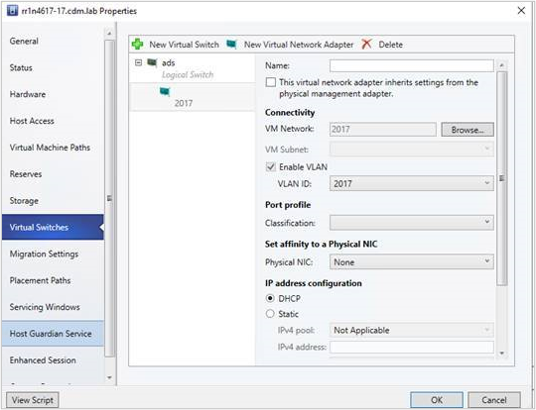 rr1n4617-17.cdm.lab Properties
General
Status
Hardware
Host Access
Virtual Machine Paths
Reserves
Storage
Virtual Switches
Migration Settings
Placement Paths
Servicing Windows
Host Guardian Service
Enhanced Session
New Virtual Switch New Virtual Network Adapter Delete
ads
Logical Switch
2017
Name:
This virtual network adapter inherits settings from the
physical management adapter.
Connectivity
VM Network: 2017 Browse...
VM Subnet:
Enable VLAN
VLAN ID: 2017
Port profile
Classification:
Set affinity to a Physical NIC
Physical NIC: None
IP address configuration
DHCP
Static
IPv4 pool: Not Applicable
IPv4 address:
View Script OK Cancel